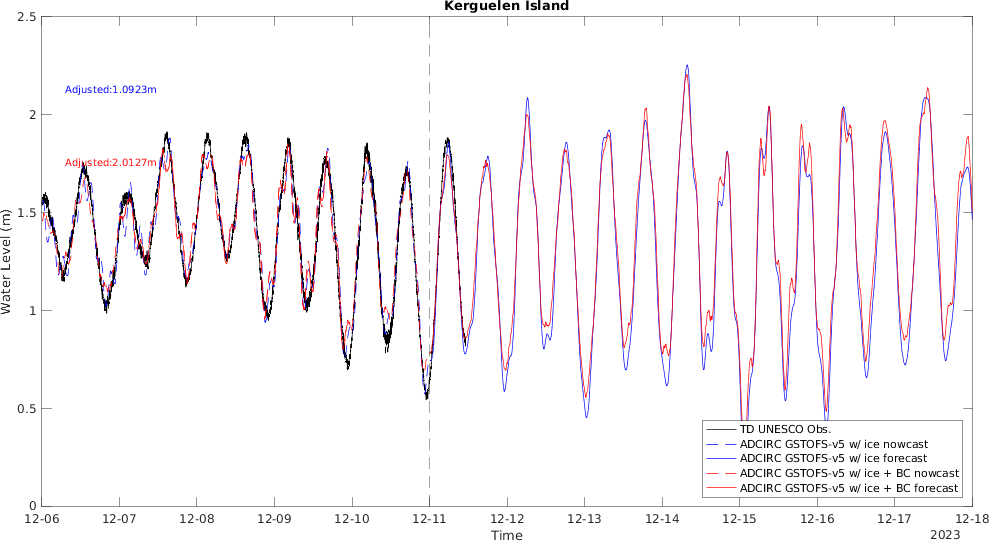 Kerguelen Island
2.5
2
1.5
1
0.5
0
Water Level (m)
Adjusted:1.0923m
Adjusted:2.0127m
TD UNESCO Obs.
ADCIRC GSTOFS-v5 w/ ice nowcast
ADCIRC GSTOFS-v5 w/ ice forecast
ADCIRC GSTOFS-v5 w/ ice + BC nowcast
ADCIRC GSTOFS-v5 w/ ice + BC forecast
12-06 12-07 12-08 12-09 12-10 12-11 12-12 12-13 12-14 12-15 12-16 12-17 12-18
Time
2023